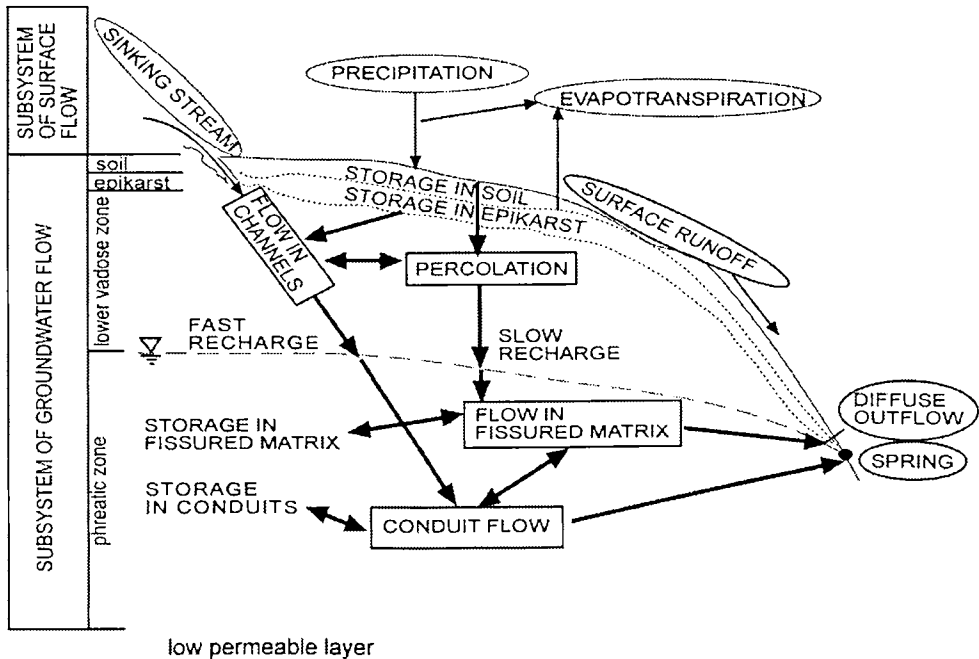 SUBSYSTEM
OF SURFACE
FLOW
SINKING STREAM
PRECIPITATION
EVAPOTRANSPIRATION
soil
epikarst
STORAGE IN SOIL
STORAGE IN EPIKARST
SURFACE RUNOFF
FLOW IN
CHANNELS
PERCOLATION
SUBSYSTEM OF GROUNDWATER FLOW
lower vadose zone
FAST
RECHARGE
SLOW
RECHARGE
phreatic zone
STORAGE IN
FISSURED MATRIX
FLOW IN
FISSURED MATRIX
DIFFUSE
OUTFLOW
SPRING
STORAGE
IN CONDUITS
CONDUIT FLOW
low permeable layer